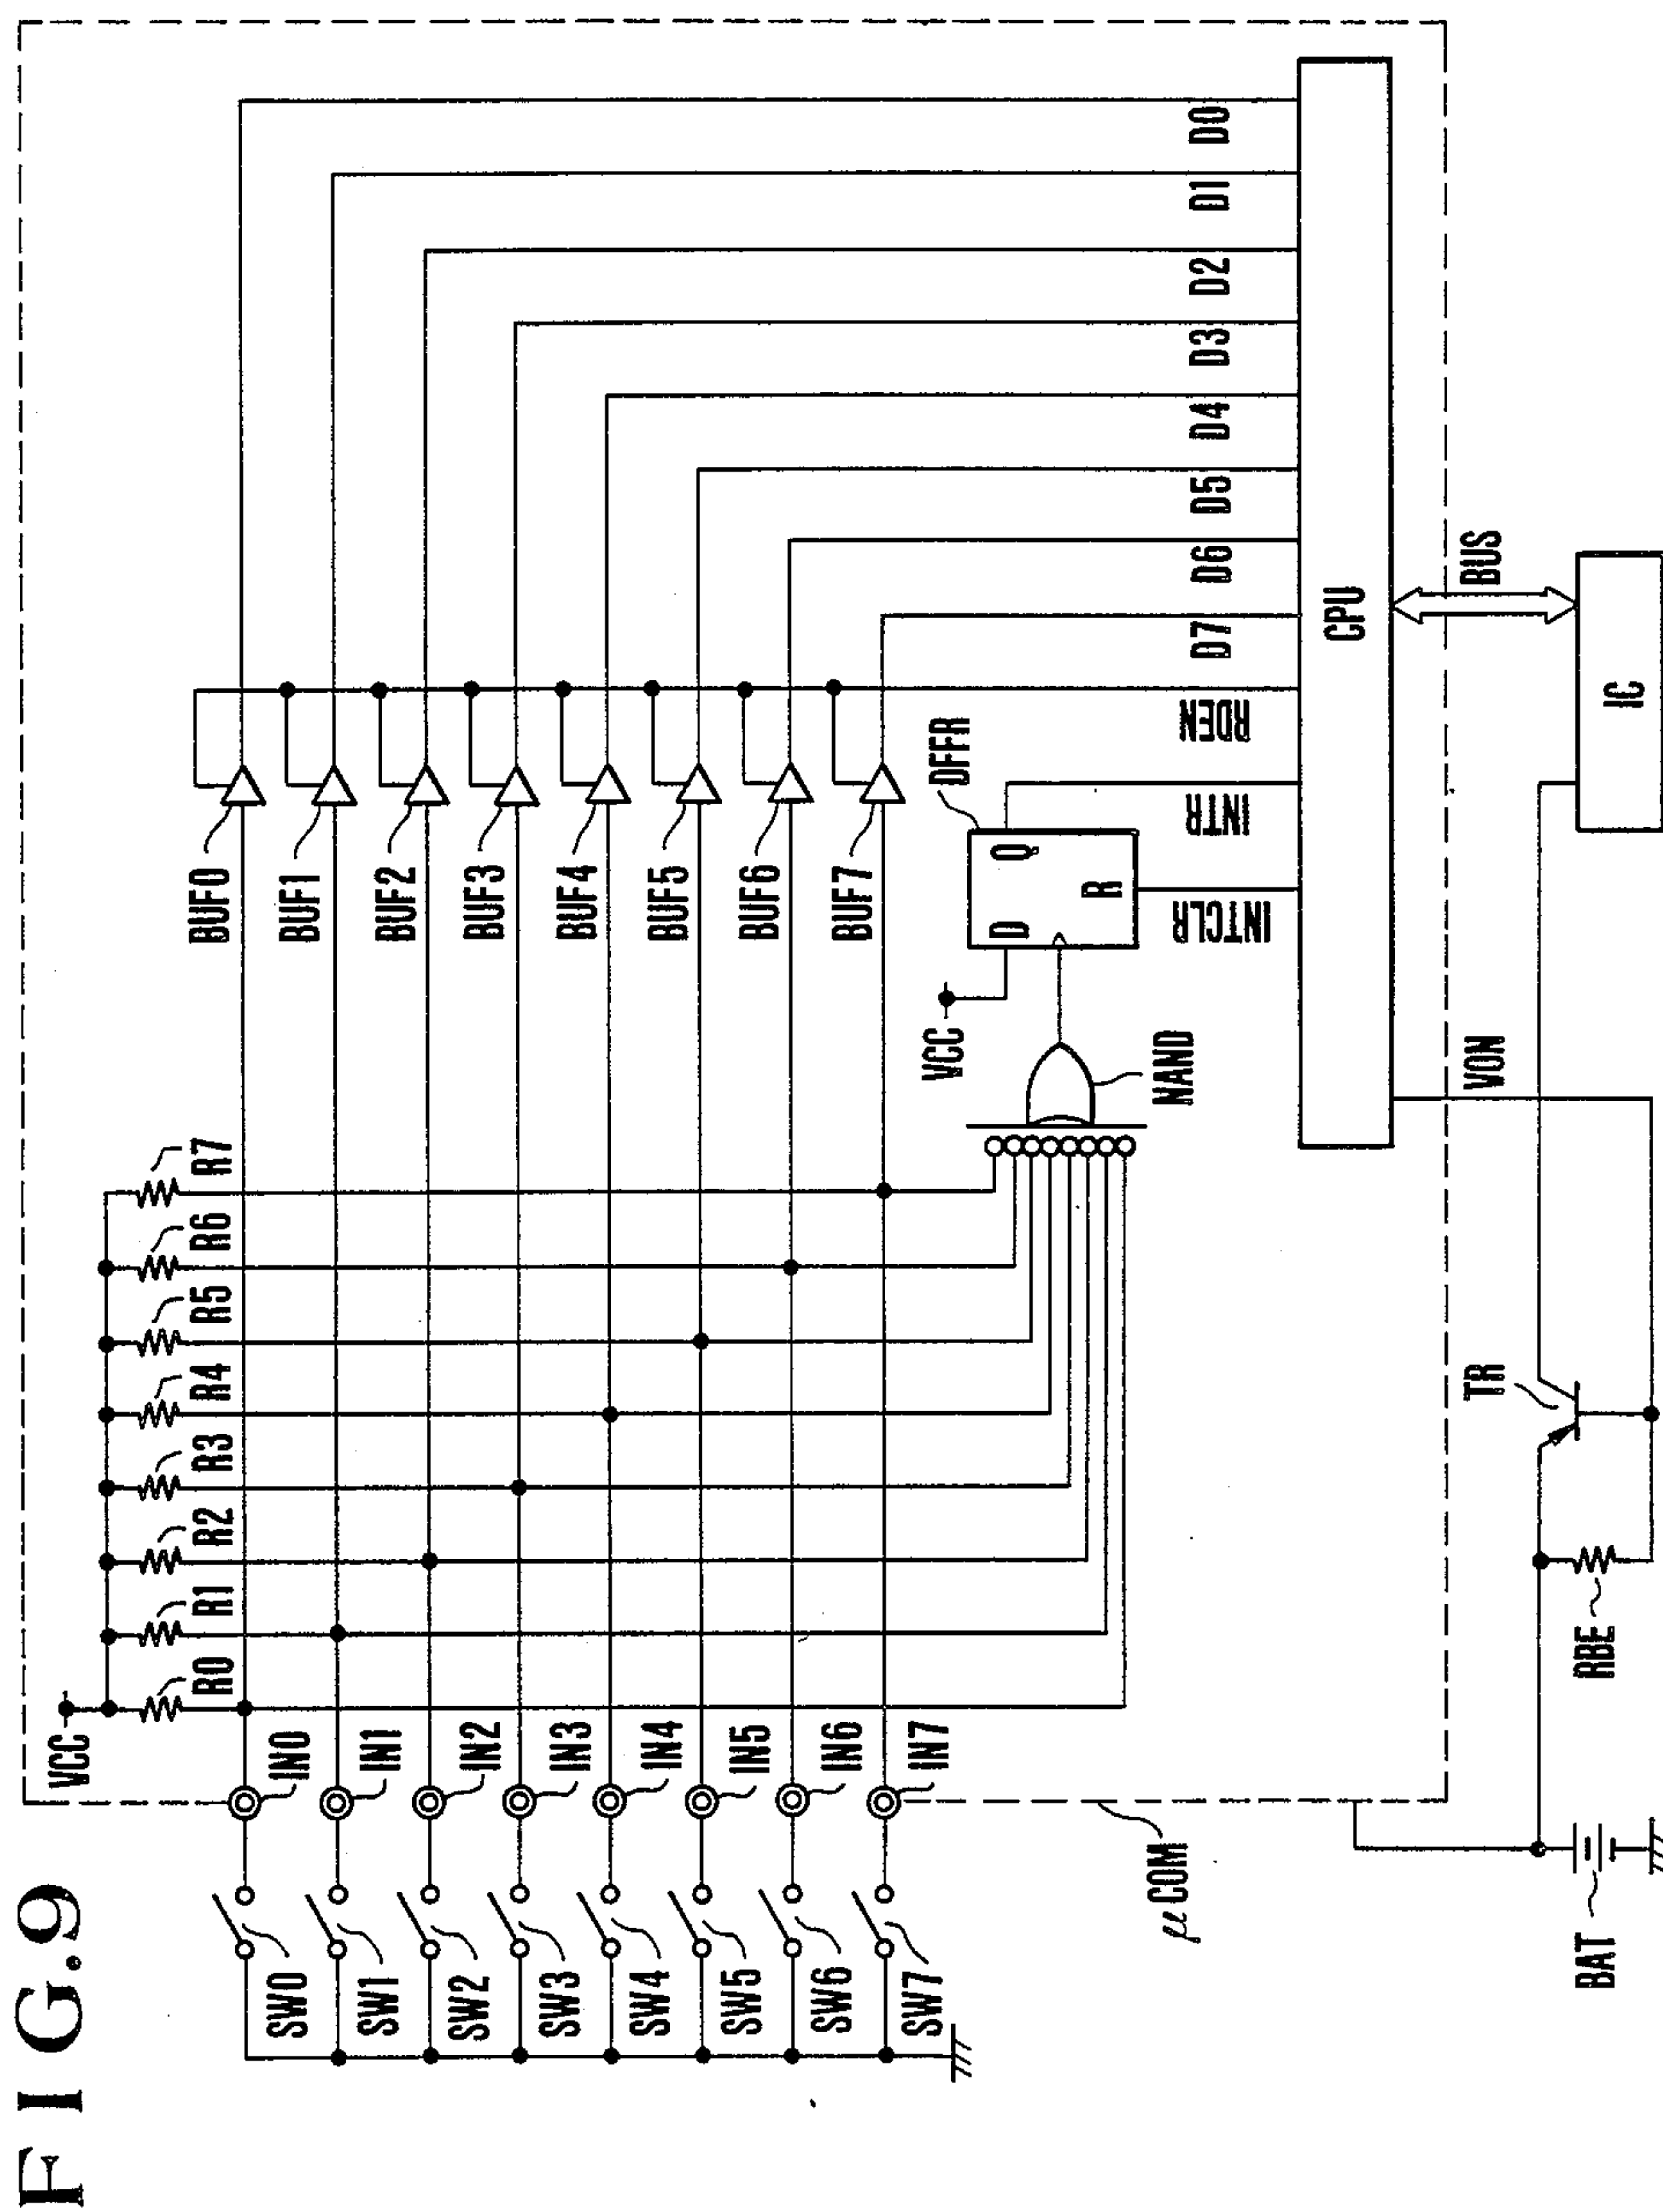 FIG.9
VCC
R0
R1
R2
R3
R4
R5
R6
R7
SW0
IN0
BUF0
SW1
IN1
BUF1
SW2
IN2
BUF2
SW3
IN3
BUF3
SW4
IN4
BUF4
SW5
IN5
BUF5
SW6
IN6
BUF6
SW7
IN7
BUF7
VCC
DFFR
D
Q
R
NAND
INTCLR
INTR
RDEN
D7
D6
D5
D4
D3
D2
D1
D0
μCOM
CPU
VON
BUS
TR
BAT
RBE
IC